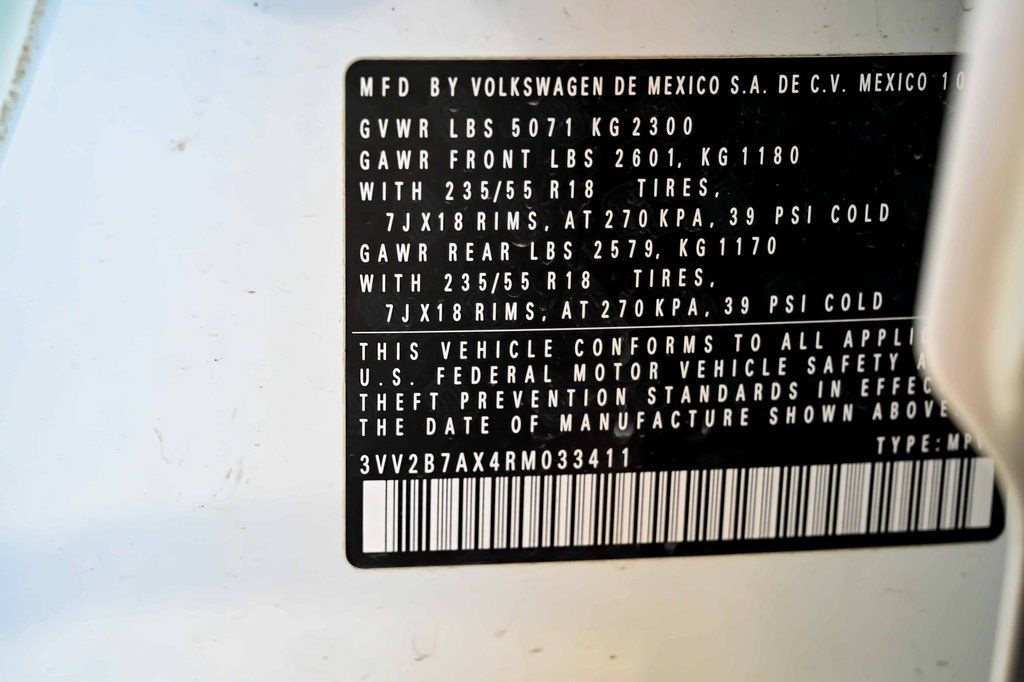 MFD BY VOLKSWAGEN DE MEXICO S.A. DE C.V. MEXICO 10
GVWR LBS 5071 KG 2300
GAWR FRONT LBS 2601, KG 1180
WITH 235/55 R18 TIRES,
7JX18 RIMS, AT 270 KPA, 39 PSI COLD
GAWR REAR LBS 2579, KG 1170
WITH 235/55 R18 TIRES,
7JX18 RIMS, AT 270 KPA, 39 PSI COLD
THIS VEHICLE CONFORMS TO ALL
U.S. FEDERAL MOTOR VEHICLE SAFETY
THEFT PREVENTION STANDARDS IN
THE DATE OF MANUFACTURE SHOWN ABOVE.
TYPE:
3VV2B7AX4RM033411